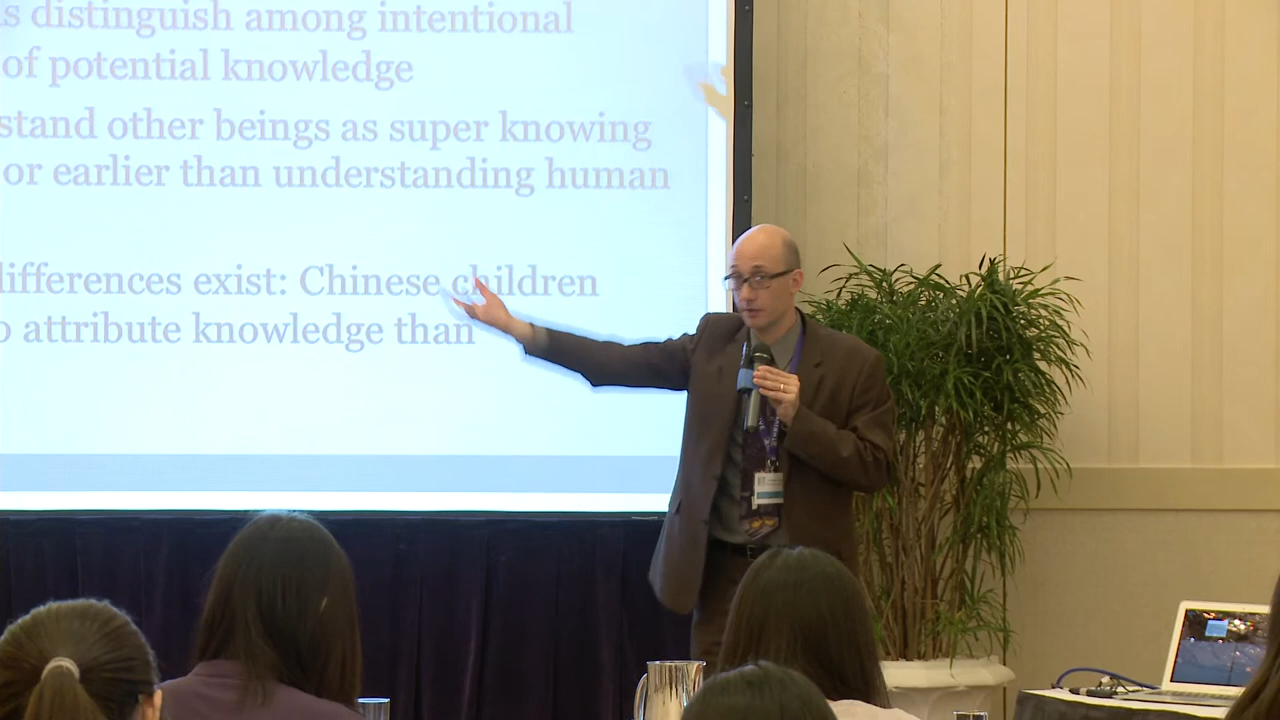 s distinguish among intentional
of potential knowledge
stand other beings as super knowing
or earlier than understanding human
differences exist: Chinese children
o attribute knowledge than